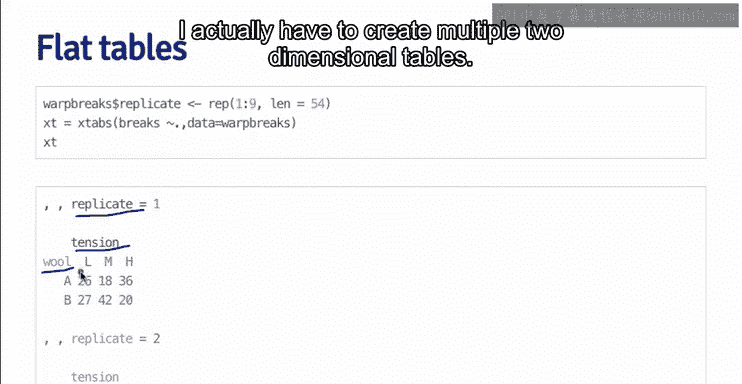 I actually have to create multiple two
dimensional tables.
Flat tables
warpbreaks$replicate <- rep(1:9, len = 54)
xt = xtabs(breaks ~.,data=warpbreaks)
xt
, , replicate = 1
tension
wool L M H
A 26 18 36
B 27 42 20
, , replicate = 2
tension